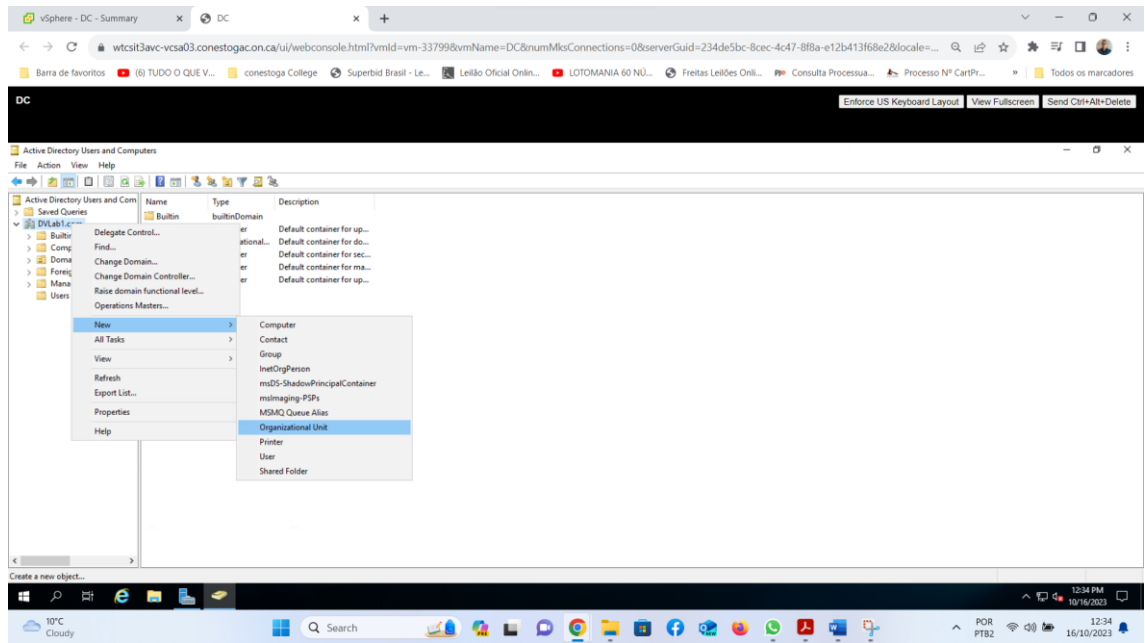 vSphere - DC - Summary
DC
wtcsit3avc-vcsa03.conestogac.on.ca/ui/webconsole.html?vmId=vm-33799&vmName=DC&numMksConnections=0&serverGuid=234de5bc-8cec-4c47-8f8a-e12b413f68e2&locale=...
Barra de favoritos (6) TUDO O QUE V... conestoga College Superbid Brasil - Le... Leilão Oficial Onlin... LOTOMANIA 60 NÚ... Freitas Leilões Onli... Consulta Processua... Processo Nº CartPr... » Todos os marcadores
DC Enforce US Keyboard Layout View Fullscreen Send Ctrl+Alt+Delete
Active Directory Users and Computers
File Action View Help
Active Directory Users and Com
Saved Queries
DVLab1.com
Builtin
Comp
Doma
Foreig
Mana
Users
Name Type Description
Builtin builtinDomain
er Default container for up...
ational... Default container for do...
er Default container for sec...
er Default container for ma...
er Default container for up...
Delegate Control...
Find...
Change Domain...
Change Domain Controller...
Raise domain functional level...
Operations Masters...
New
All Tasks
View
Refresh
Export List...
Properties
Help
Computer
Contact
Group
InetOrgPerson
msDS-ShadowPrincipalContainer
msImaging-PSPs
MSMQ Queue Alias
Organizational Unit
Printer
User
Shared Folder
Create a new object...
12:34 PM
10/16/2023
10°C
Cloudy
Search
POR
PTB2
12:34
16/10/2023